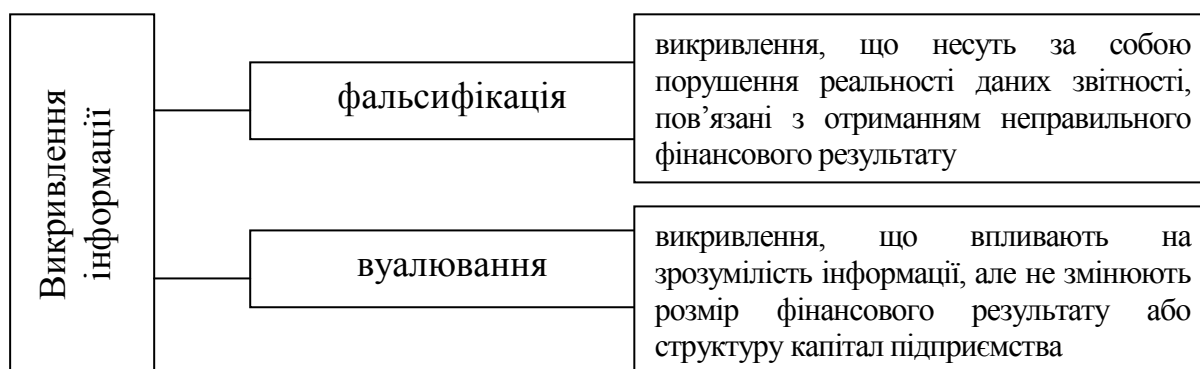 Викривлення
інформації
фальсифікація
викривлення, що несуть за собою
порушення реальності даних звітності,
пов’язані з отриманням неправильного
фінансового результату
вуалювання
викривлення, що впливають на
зрозумілість інформації, але не змінюють
розмір фінансового результату або
структуру капітал підприємства